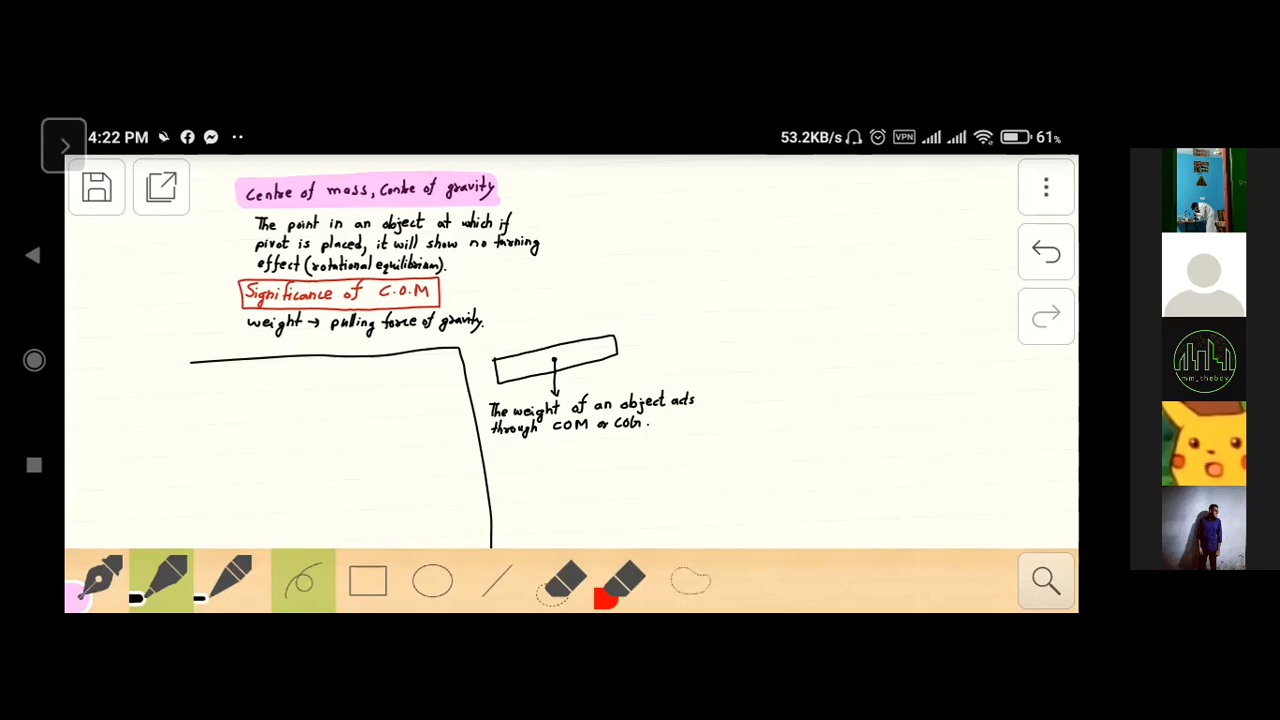 4:22 PM
53.2KB/s VPN 61%
Centre of mass, Centre of gravity
The point in an object at which if
pivot is placed, it will show no turning
effect (rotational equilibrium).
Significance of C.O.M
weight → pulling force of gravity.
The weight of an object acts
through COM or COG.
mm_theboy